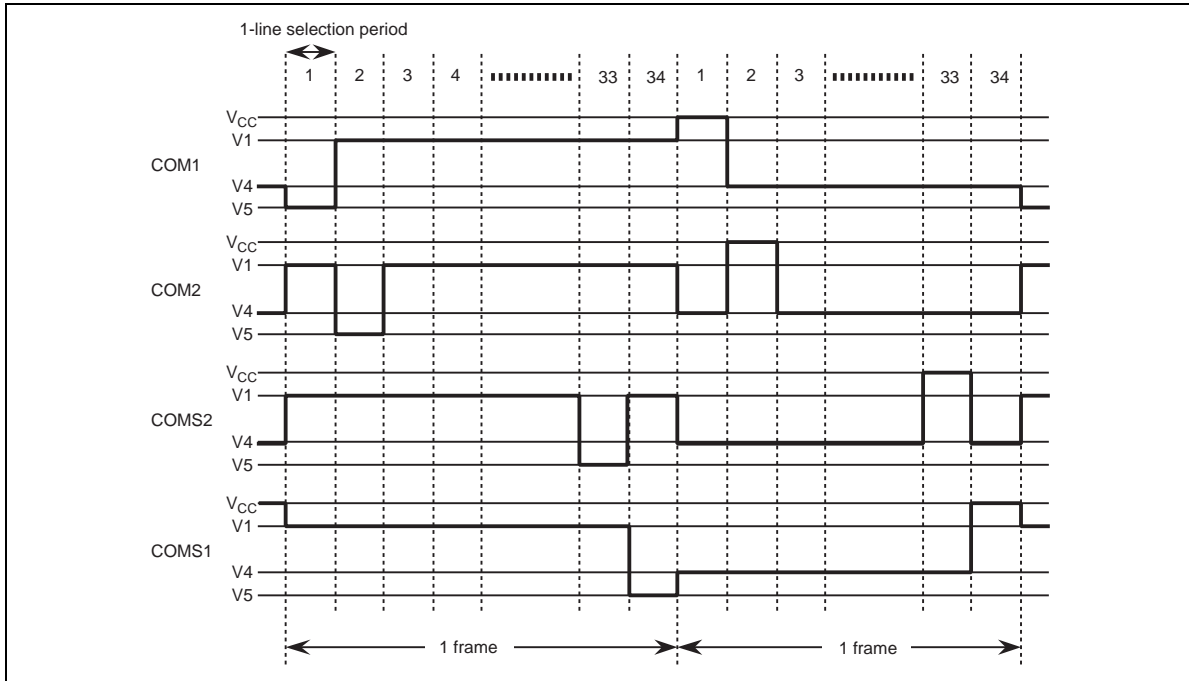 1-line selection period
1 2 3 4 33 34 1 2 3 33 34
VCC
V1
COM1
V4
V5
VCC
V1
COM2
V4
V5
VCC
V1
COMS2
V4
V5
VCC
V1
COMS1
V4
V5
1 frame 1 frame